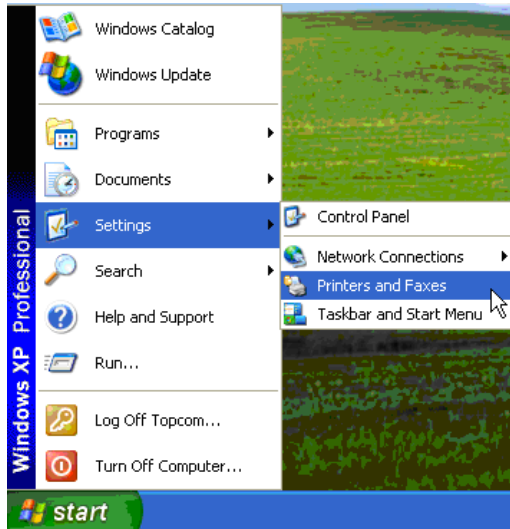 Windows Catalog
Windows Update
Programs
Documents
Settings
Search
Help and Support
Run...
Log Off Topcom...
Turn Off Computer...
Windows XP Professional
Control Panel
Network Connections
Printers and Faxes
Taskbar and Start Menu
start